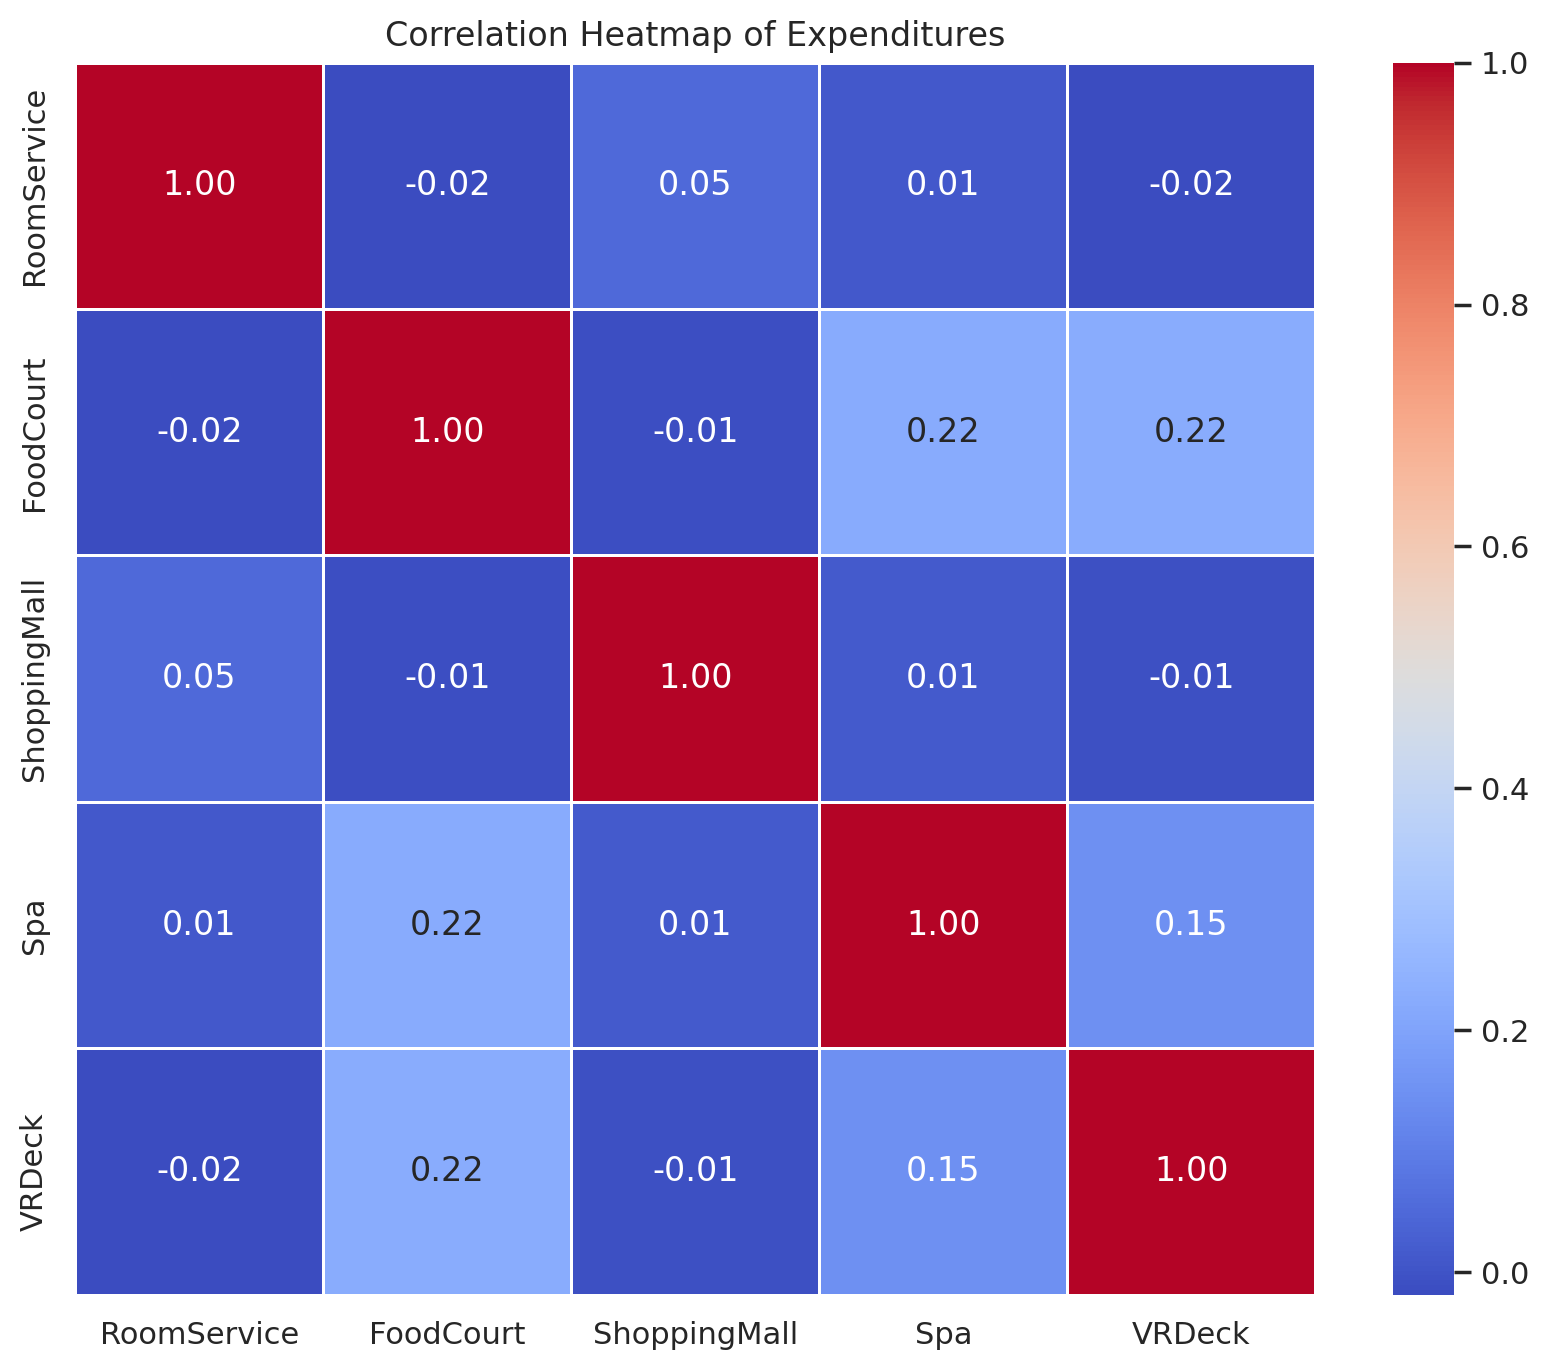 Correlation Heatmap of Expenditures
RoomService
1.00 -0.02 0.05 0.01 -0.02
FoodCourt
-0.02 1.00 -0.01 0.22 0.22
ShoppingMall
0.05 -0.01 1.00 0.01 -0.01
Spa
0.01 0.22 0.01 1.00 0.15
VRDeck
-0.02 0.22 -0.01 0.15 1.00
RoomService FoodCourt ShoppingMall Spa VRDeck
1.0
0.8
0.6
0.4
0.2
0.0